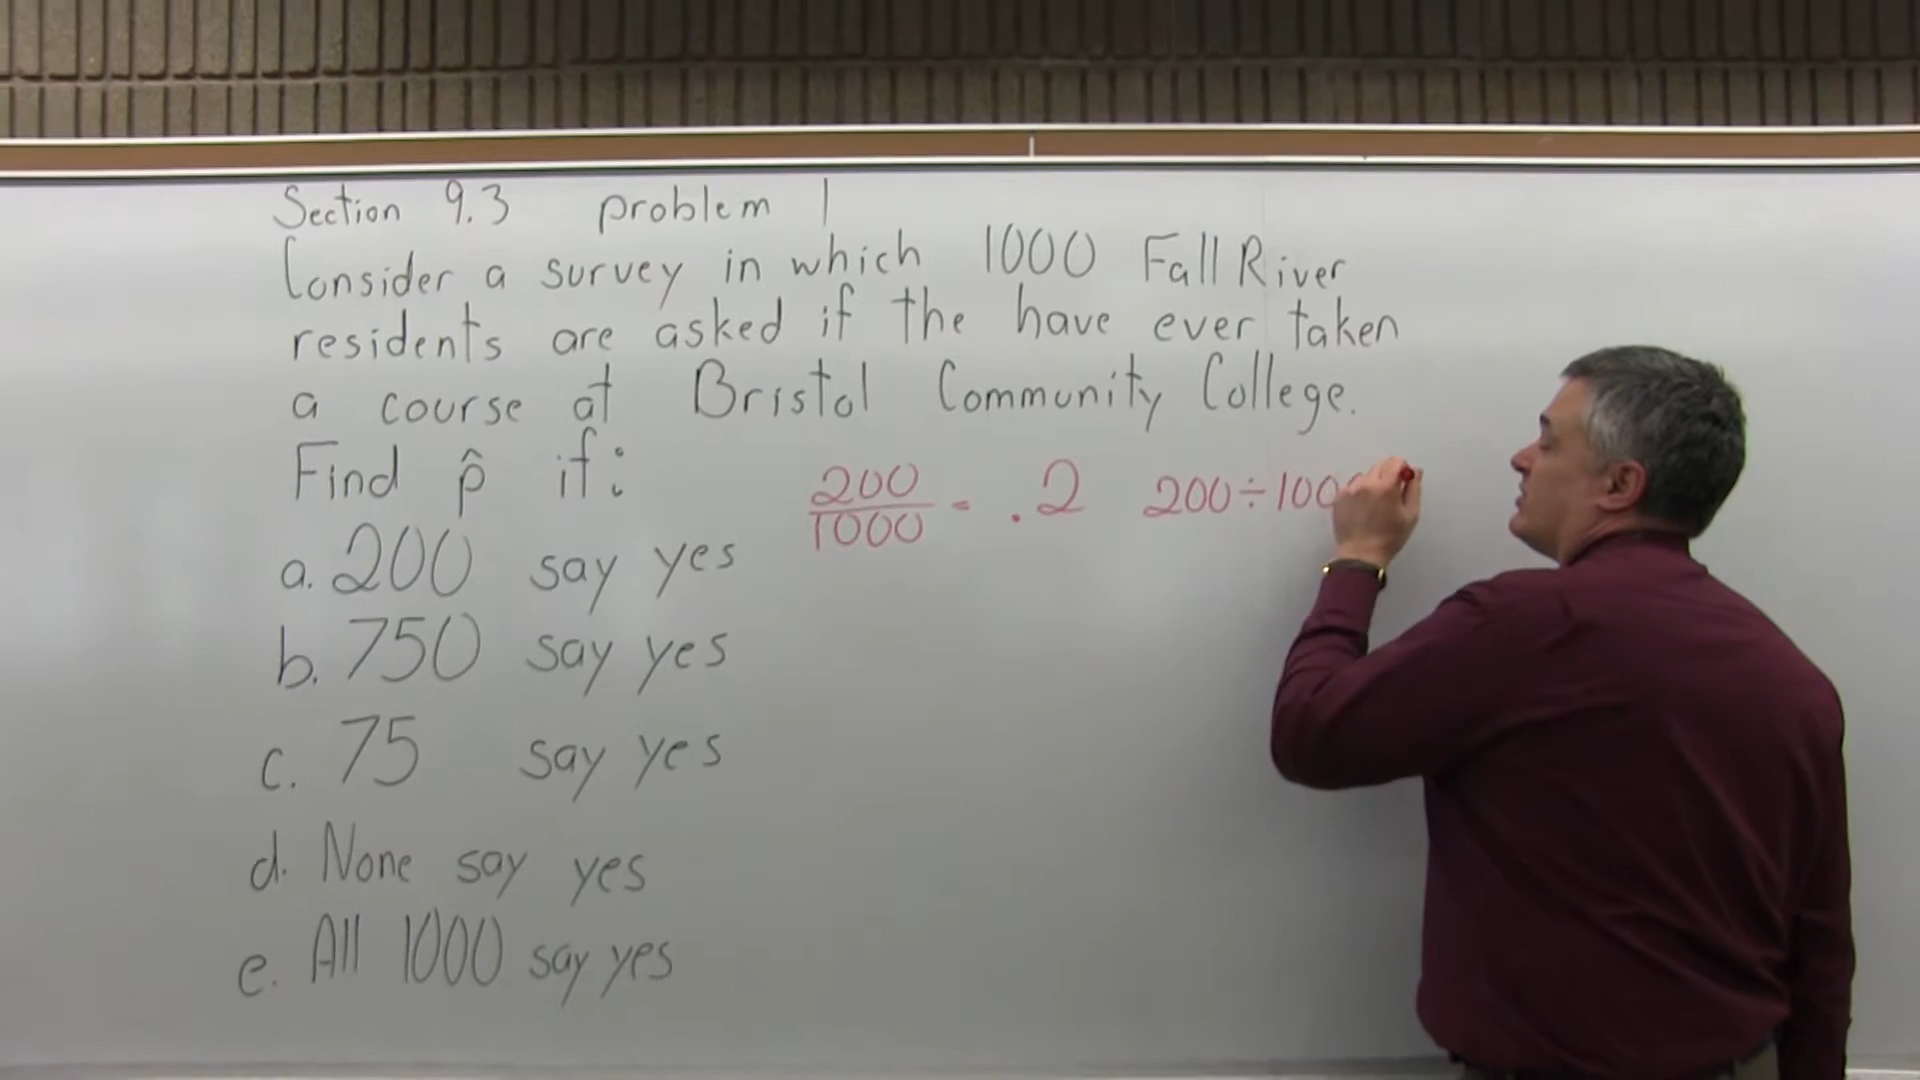 Section 9.3 problem 1
Consider a survey in which 1000 Fall River
residents are asked if the have ever taken
a course at Bristol Community College.
Find p̂ if:
200/1000 = .2 200÷1000
a. 200 say yes
b. 750 say yes
c. 75 say yes
d. None say yes
e. All 1000 say yes